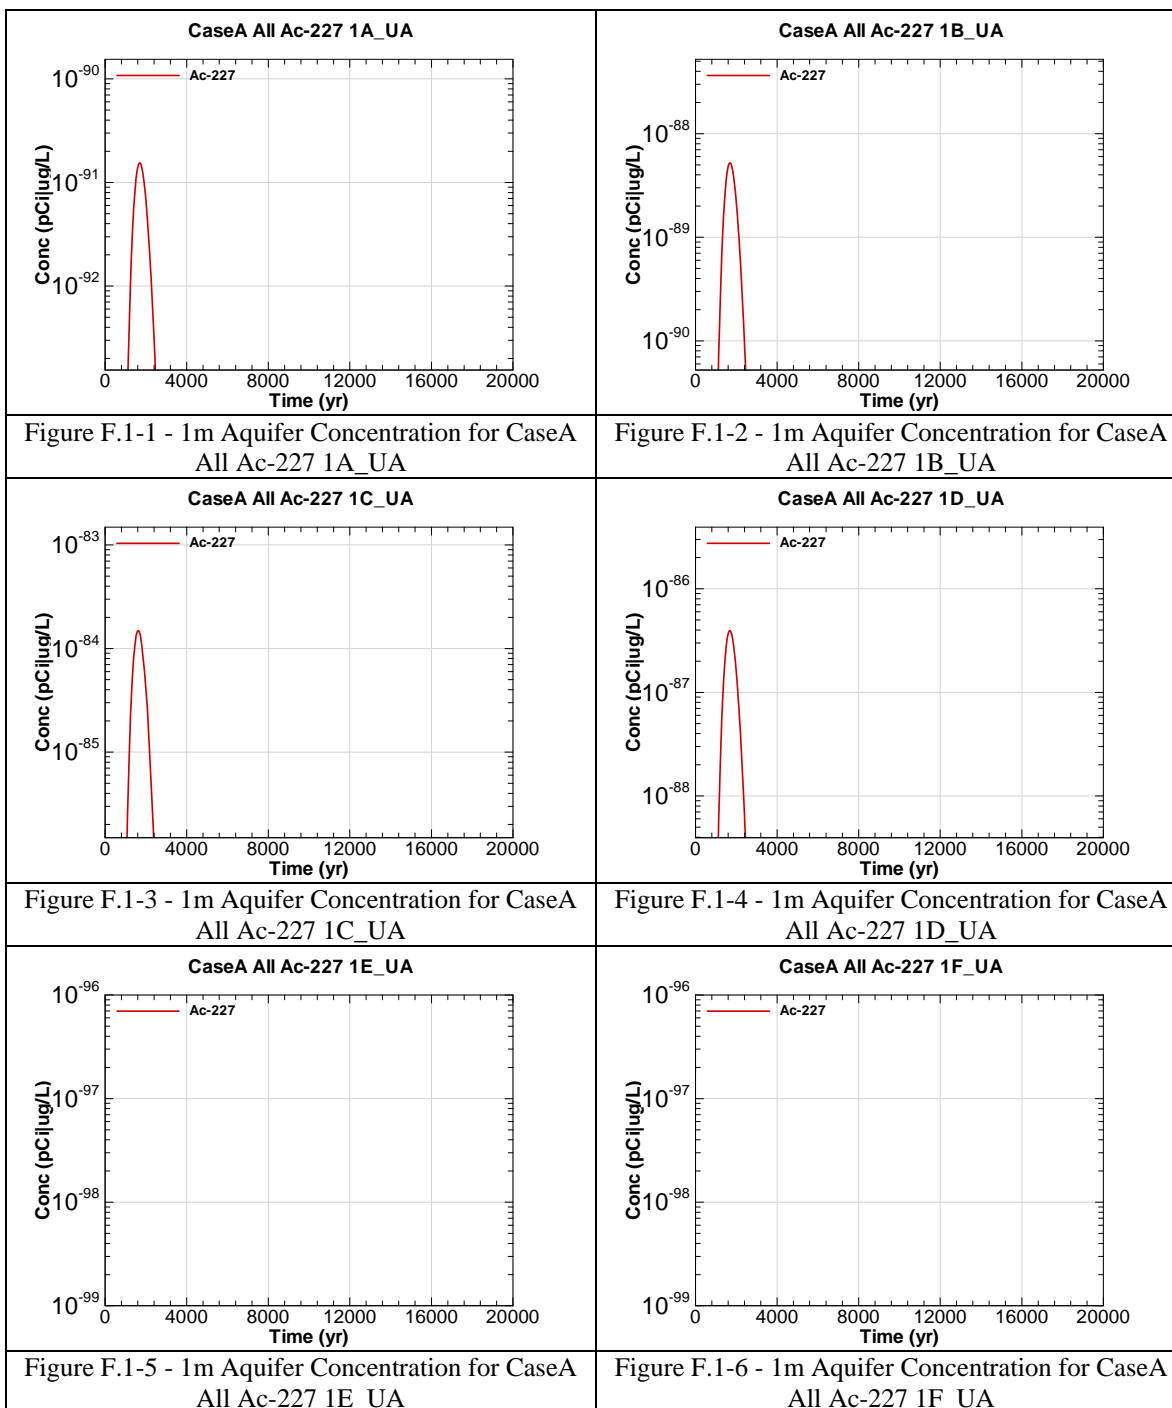 CaseA All Ac-227 1A_UA
Ac-227
10^-90
10^-91
10^-92
Conc (pCi|ug/L)
0 4000 8000 12000 16000 20000
Time (yr)
Figure F.1-1 - 1m Aquifer Concentration for CaseA
All Ac-227 1A_UA
CaseA All Ac-227 1B_UA
Ac-227
10^-88
10^-89
10^-90
Conc (pCi|ug/L)
0 4000 8000 12000 16000 20000
Time (yr)
Figure F.1-2 - 1m Aquifer Concentration for CaseA
All Ac-227 1B_UA
CaseA All Ac-227 1C_UA
Ac-227
10^-83
10^-84
10^-85
Conc (pCi|ug/L)
0 4000 8000 12000 16000 20000
Time (yr)
Figure F.1-3 - 1m Aquifer Concentration for CaseA
All Ac-227 1C_UA
CaseA All Ac-227 1D_UA
Ac-227
10^-86
10^-87
10^-88
Conc (pCi|ug/L)
0 4000 8000 12000 16000 20000
Time (yr)
Figure F.1-4 - 1m Aquifer Concentration for CaseA
All Ac-227 1D_UA
CaseA All Ac-227 1E_UA
Ac-227
10^-96
10^-97
10^-98
10^-99
Conc (pCi|ug/L)
0 4000 8000 12000 16000 20000
Time (yr)
Figure F.1-5 - 1m Aquifer Concentration for CaseA
All Ac-227 1E_UA
CaseA All Ac-227 1F_UA
Ac-227
10^-96
10^-97
10^-98
10^-99
Conc (pCi|ug/L)
0 4000 8000 12000 16000 20000
Time (yr)
Figure F.1-6 - 1m Aquifer Concentration for CaseA
All Ac-227 1F_UA